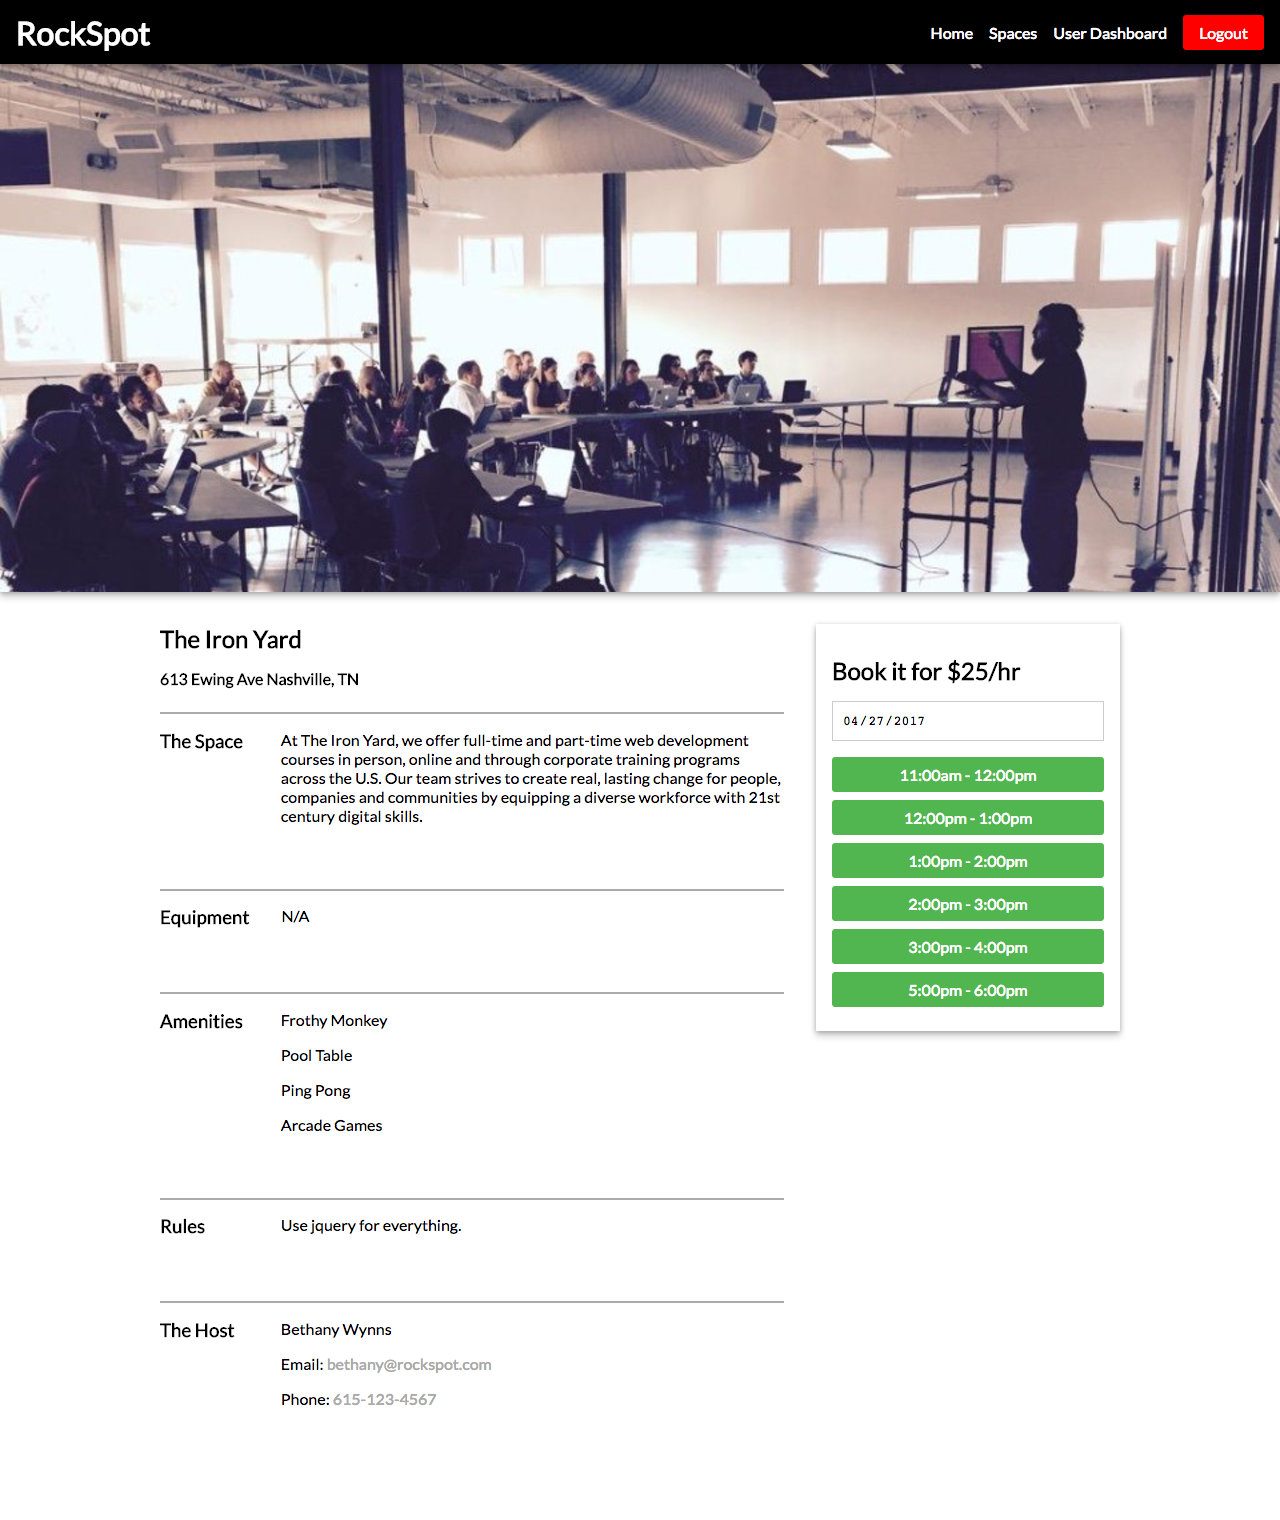 RockSpot
Home Spaces User Dashboard Logout
The Iron Yard
613 Ewing Ave Nashville, TN
The Space
At The Iron Yard, we offer full-time and part-time web development
courses in person, online and through corporate training programs
across the U.S. Our team strives to create real, lasting change for people,
companies and communities by equipping a diverse workforce with 21st
century digital skills.
Equipment
N/A
Amenities
Frothy Monkey
Pool Table
Ping Pong
Arcade Games
Rules
Use jquery for everything.
The Host
Bethany Wynns
Email: bethany@rockspot.com
Phone: 615-123-4567
Book it for $25/hr
04/27/2017
11:00am - 12:00pm
12:00pm - 1:00pm
1:00pm - 2:00pm
2:00pm - 3:00pm
3:00pm - 4:00pm
5:00pm - 6:00pm